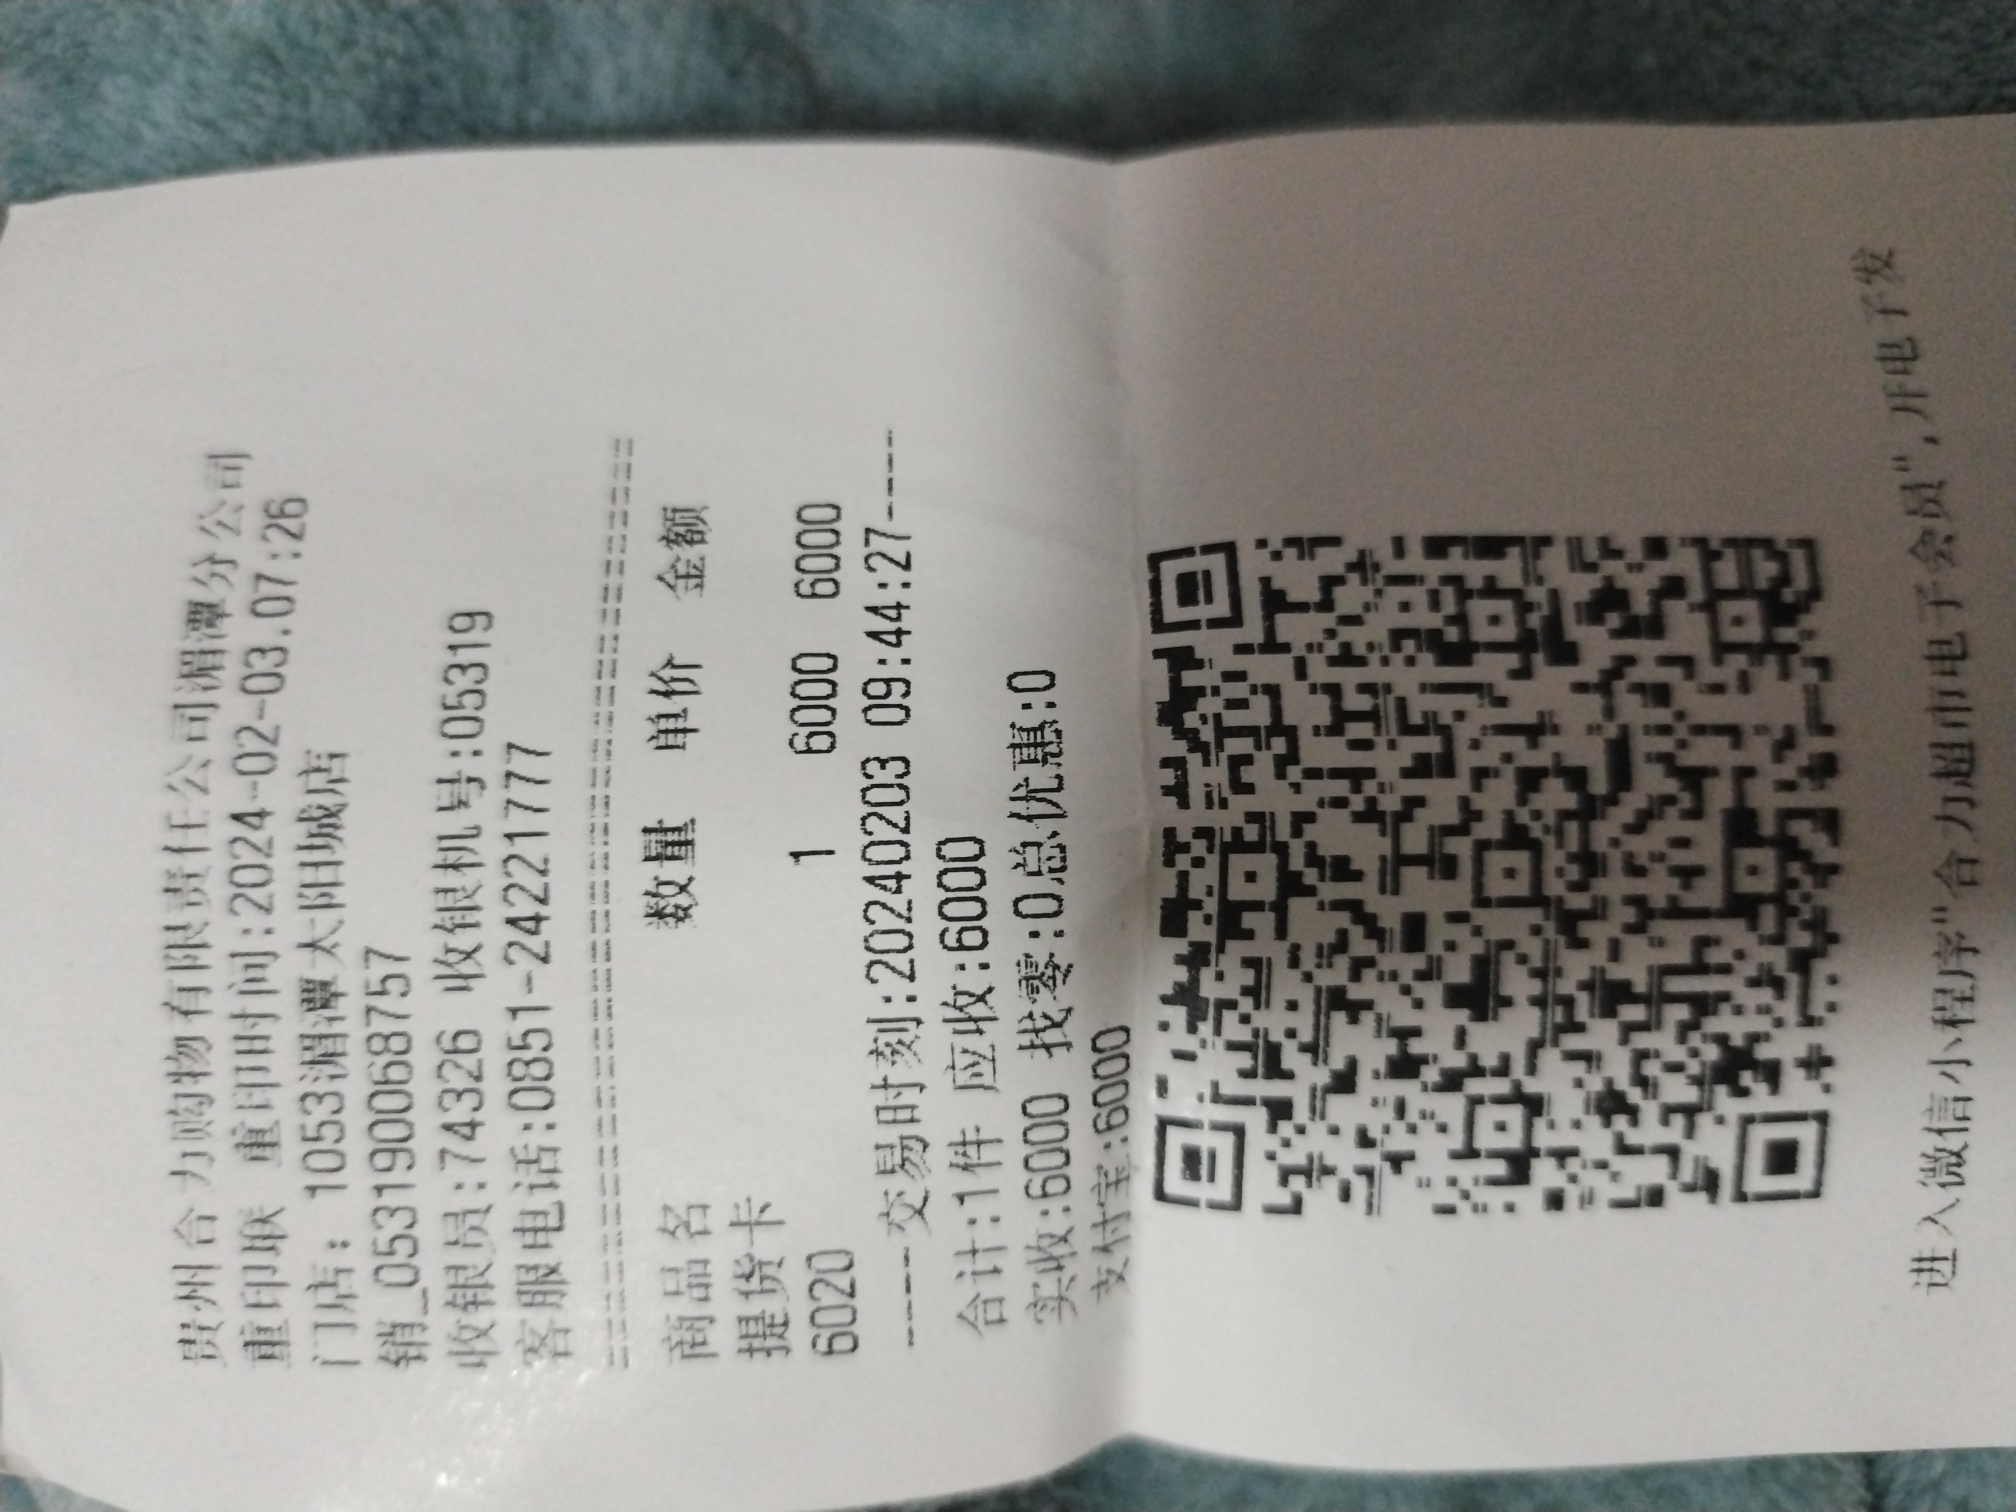 贵州合力购物有限责任公司湄潭分公司
重印联 重印时间:2024-02-03.07:26
门店: 1053湄潭太阳城店
销_053190068757
收银员:74326 收银机号:05319
客服电话:0851-24221777
商品名 数量 单价 金额
提货卡
6020 1 6000 6000
-----交易时刻:20240203 09:44:27----
合计:1件 应收:6000
实收:6000 找零:0总优惠:0
支付宝:6000
进入微信小程序"合力超市电子会员",开电子发